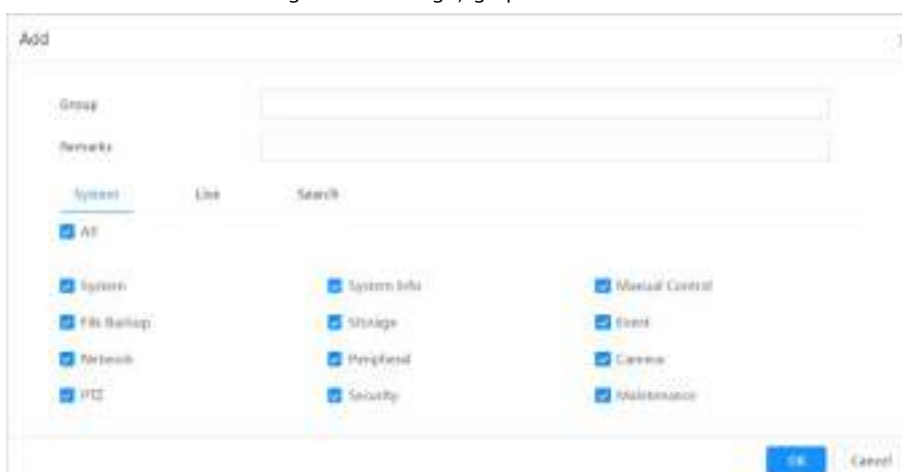 Add
Group
Remarks
System Live Search
All
System System Info Manual Control
File Backup Storage Event
Network Peripheral Camera
PTZ Security Maintenance
OK Cancel